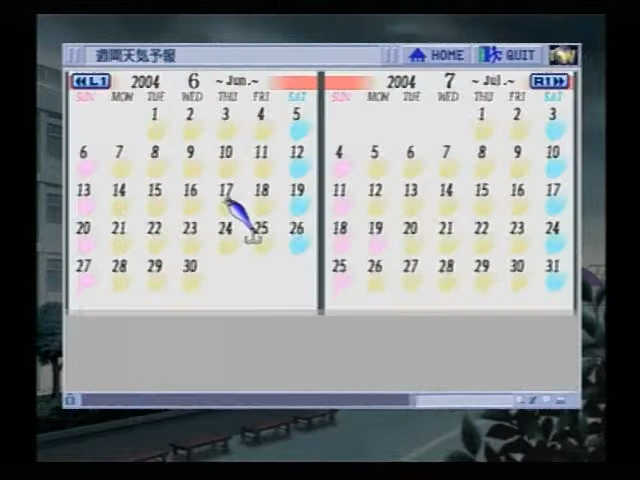 週間天気予報 HOME QUIT
L1 2004 6 ~Jun.~ 2004 7 ~Jul.~ R1
SUN MON TUE WED THU FRI SAT SUN MON TUE WED THU FRI SAT
1 2 3 4 5 1 2 3
6 7 8 9 10 11 12 4 5 6 7 8 9 10
13 14 15 16 17 18 19 11 12 13 14 15 16 17
20 21 22 23 24 25 26 18 19 20 21 22 23 24
27 28 29 30 25 26 27 28 29 30 31